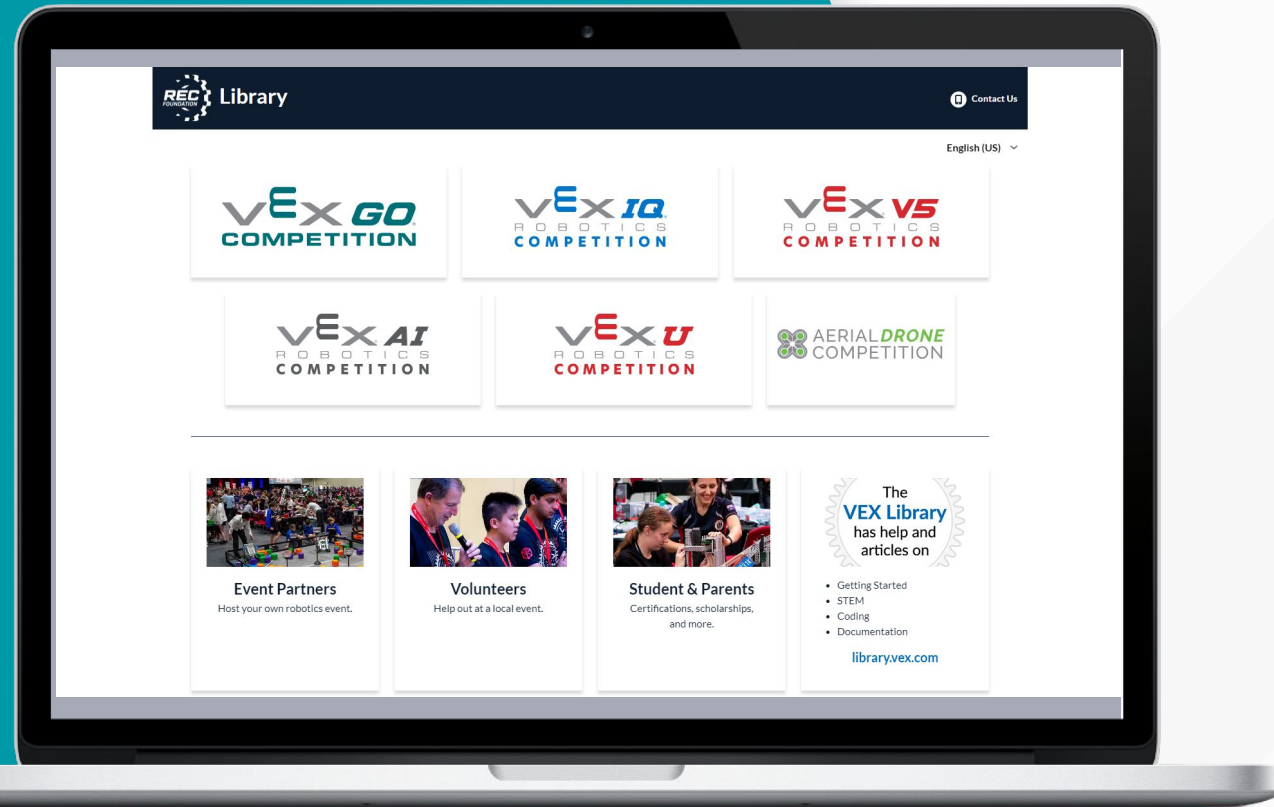 REC
FOUNDATION
Library
Contact Us
English (US)
VEX GO
COMPETITION
VEX IQ
ROBOTICS
COMPETITION
VEX V5
ROBOTICS
COMPETITION
VEX AI
ROBOTICS
COMPETITION
VEX U
ROBOTICS
COMPETITION
AERIAL DRONE
COMPETITION
Event Partners
Host your own robotics event.
Volunteers
Help out at a local event.
Student & Parents
Certifications, scholarships,
and more.
The
VEX Library
has help and
articles on
• Getting Started
• STEM
• Coding
• Documentation
library.vex.com